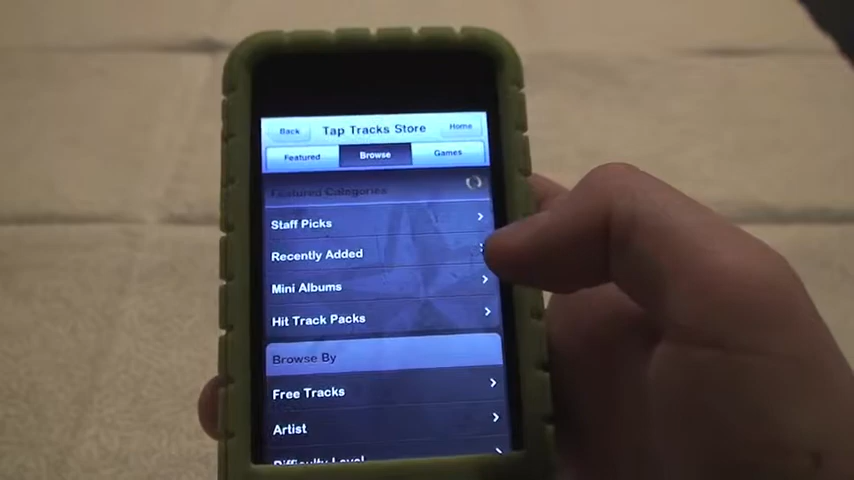 Back Tap Tracks Store Home
Featured Browse Games
Featured Categories
Staff Picks
Recently Added
Mini Albums
Hit Track Packs
Browse By
Free Tracks
Artist
Difficulty Level